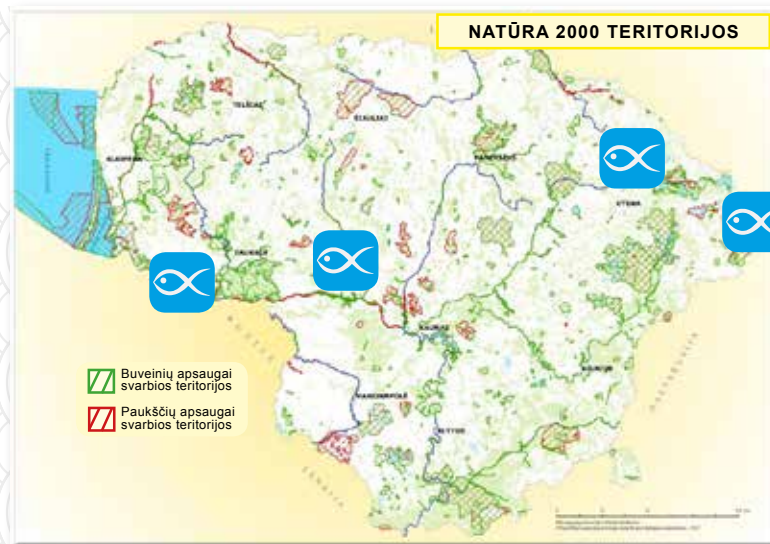 NATŪRA 2000 TERITORIJOS
TELŠIAI
ŠIAULIAI
KLAIPĖDA
PANEVĖŽYS
UTENA
TAURAGĖ
KAUNAS
VILNIUS
MARIJAMPOLĖ
ALYTUS
Buveinių apsaugai
svarbios teritorijos
Paukščių apsaugai
svarbios teritorijos